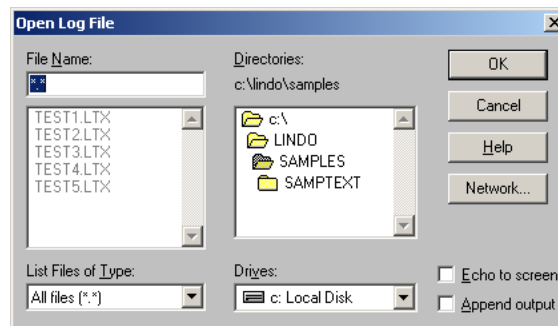 Open Log File
File Name:
*.*
TEST1.LTX
TEST2.LTX
TEST3.LTX
TEST4.LTX
TEST5.LTX
List Files of Type:
All files (*.*)
Directories:
c:\lindo\samples
c:\
LINDO
SAMPLES
SAMPTEXT
Drives:
c: Local Disk
OK
Cancel
Help
Network...
Echo to screen
Append output